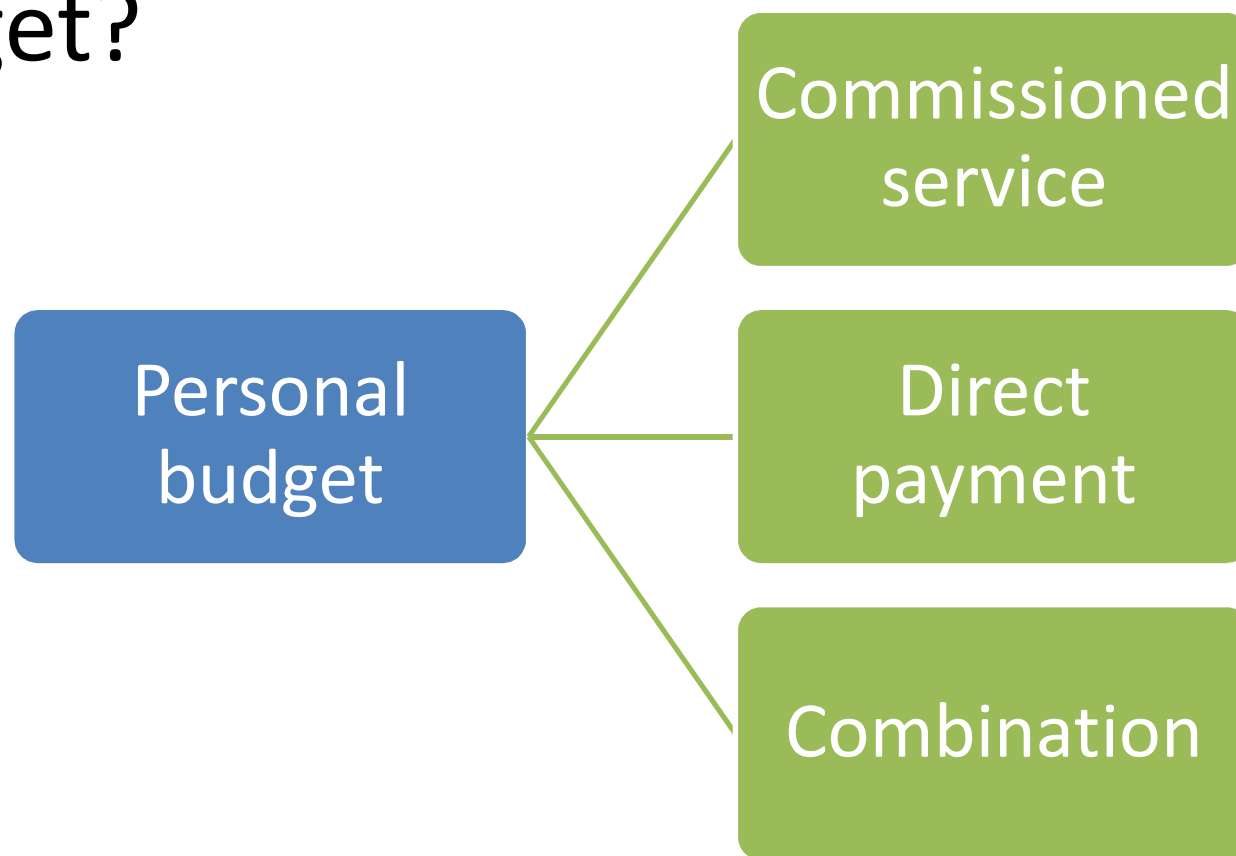 get?
Commissioned
service
Personal
budget
Direct
payment
Combination